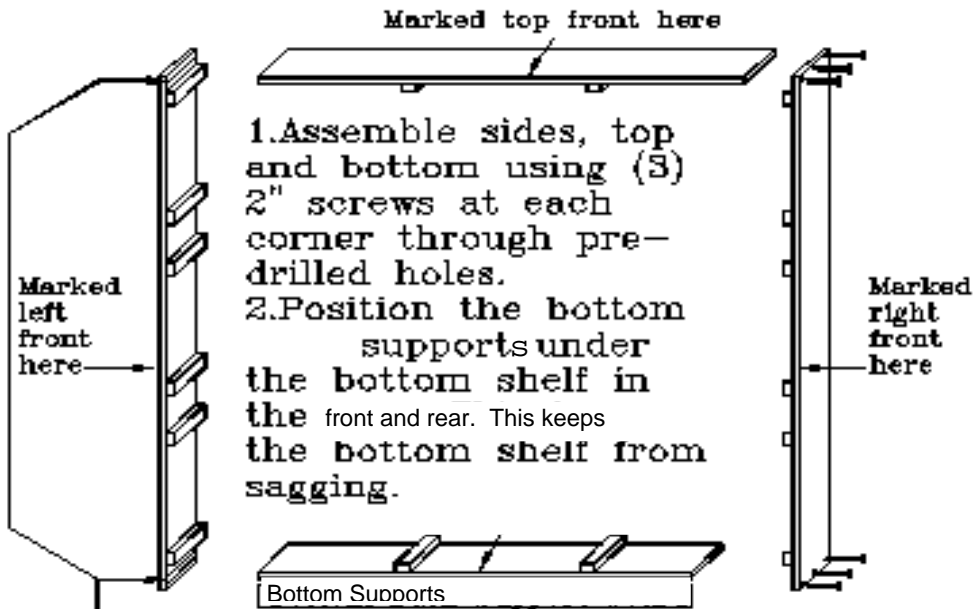 Marked top front here
1.Assemble sides, top
and bottom using (3)
2" screws at each
corner through pre-
drilled holes.
2.Position the bottom
supports under
the bottom shelf in
the front and rear. This keeps
the bottom shelf from
sagging.
Marked
left
front
here
Marked
right
front
here
Bottom Supports